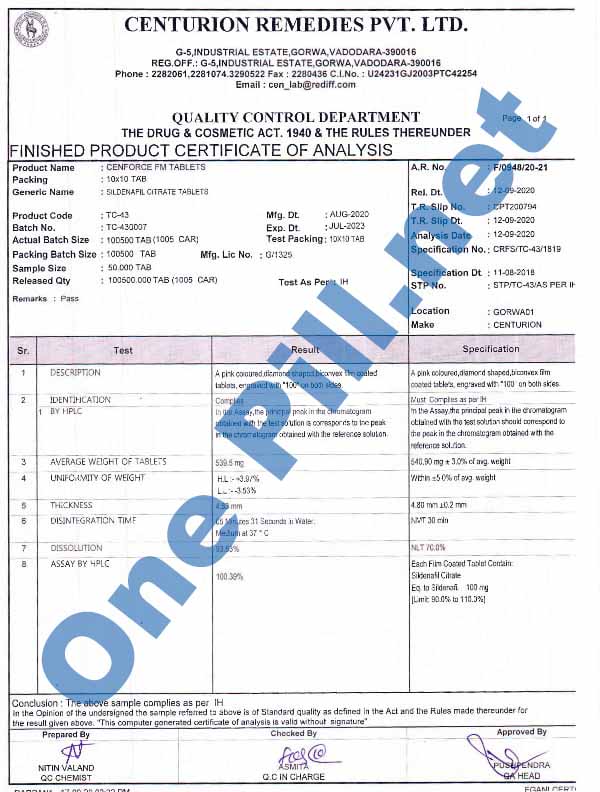 CENTURION REMEDIES PVT. LTD.
G-5,INDUSTRIAL ESTATE,GORWA,VADODARA-390016
REG.OFF.: G-5,INDUSTRIAL ESTATE,GORWA,VADODARA-390016
Phone : 2282061,2281074.3290522 Fax : 2280436 C.I.No. : U24231GJ2003PTC42254
Email : cen_lab@rediff.com
QUALITY CONTROL DEPARTMENT
Page 1 of 1
THE DRUG & COSMETIC ACT. 1940 & THE RULES THEREUNDER
FINISHED PRODUCT CERTIFICATE OF ANALYSIS
Product Name : CENFORCE FM TABLETS
Packing : 10x10 TAB
Generic Name : SILDENAFIL CITRATE TABLETS
Product Code : TC-43
Mfg. Dt. : AUG-2020
Batch No. : TC-430007
Exp. Dt. : JUL-2023
Actual Batch Size : 100500 TAB (1005 CAR)
Test Packing : 10X10 TAB
Packing Batch Size : 100500 TAB
Mfg. Lic No. : G/1325
Sample Size : 50.000 TAB
Released Qty : 100500.000 TAB (1005 CAR)
Test As Per : IH
Remarks : Pass
A.R. No. : F/0948/20-21
Rel. Dt. : 12-09-2020
T.R. Slip No. : CPT200794
T.R. Slip Dt. : 12-09-2020
Analysis Date : 12-09-2020
Specification No. : CRFS/TC-43/1819
Specification Dt : 11-08-2018
STP No. : STP/TC-43/AS PER IH
Location : GORWA01
Make : CENTURION
Sr. Test Result Specification
1 DESCRIPTION
A pink coloured,diamond shaped,biconvex film coated
tablets, engraved with "100" on both sides.
A pink coloured,diamond shaped,biconvex film
coated tablets, engraved with "100" on both sides.
2 IDENTIFICATION
1 BY HPLC
Complies
In the Assay,the principal peak in the chromatogram
obtained with the test solution is corresponds to the peak
in the chromatogram obtained with the reference solution.
Must Complies as per IH
In the Assay,the principal peak in the chromatogram
obtained with the test solution should correspond to
the peak in the chromatogram obtained with the
reference solution.
3 AVERAGE WEIGHT OF TABLETS 539.5 mg 540.90 mg ± 3.0% of avg. weight
4 UNIFORMITY OF WEIGHT H.L :- +3.97%
L.L :- -3.53%
Within ±5.0% of avg. weight
5 THICKNESS mm 4.80 mm ±0.2 mm
6 DISINTEGRATION TIME 05 Minutes 31 Seconds In Water.
Medium at 37 ° C
NMT 30 min
7 DISSOLUTION NLT 70.0%
8 ASSAY BY HPLC
100.39%
Each Film Coated Tablet Contain:
Sildenafil Citrate
Eq. to Sildenafi. 100 mg
[Limit: 90.0% to 110.0%]
Conclusion : The above sample complies as per IH
In the Opinion of the undersigned the sample referred to above is of Standard quality as defined in the Act and the Rules made thereunder for
the result given above. "This computer generated certificate of analysis is valid without signature"
Prepared By Checked By Approved By
NITIN VALAND ASMITA PUSHPENDRA
QC CHEMIST Q.C IN CHARGE QA HEAD
One Pill.net